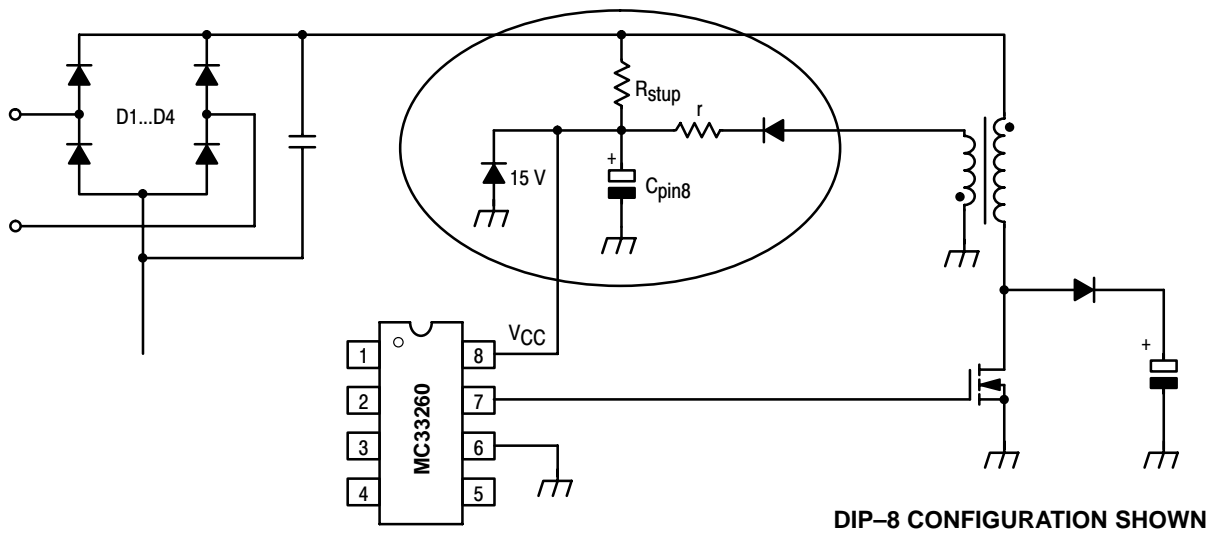 D1...D4
Rstup
r
+
15 V
Cpin8
VCC
+
1
8
2
7
MC33260
3
6
4
5
DIP–8 CONFIGURATION SHOWN